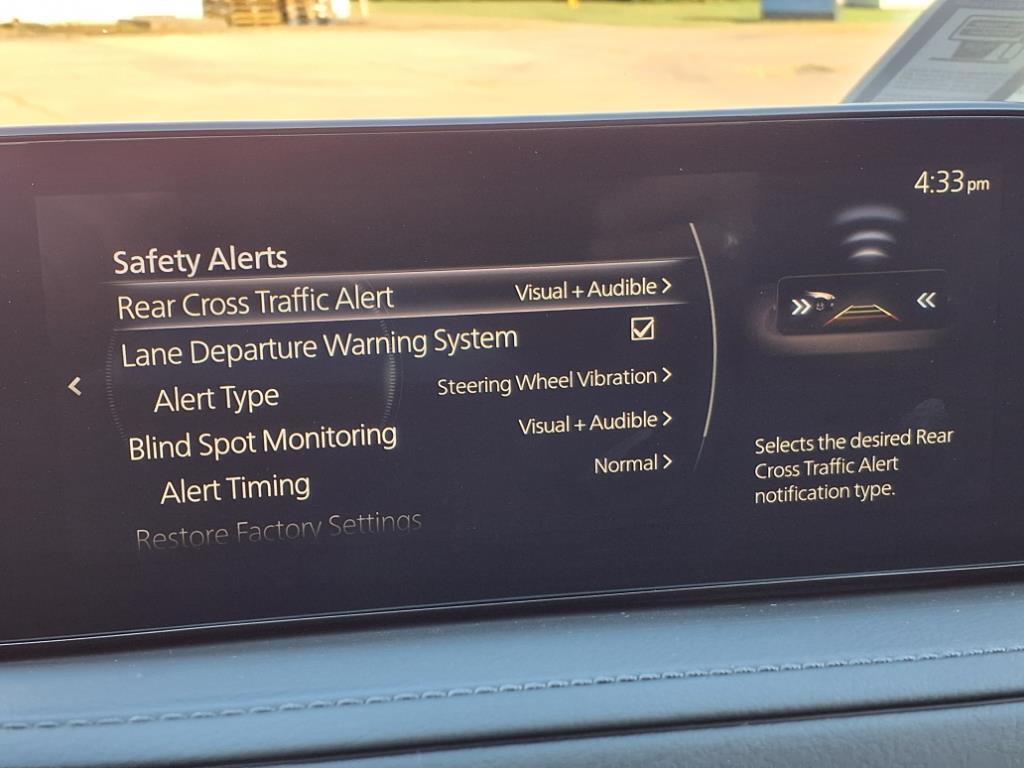 4:33 pm
Safety Alerts
Rear Cross Traffic Alert Visual + Audible >
Lane Departure Warning System
Alert Type Steering Wheel Vibration >
Blind Spot Monitoring Visual + Audible >
Alert Timing Normal >
Restore Factory Settings
Selects the desired Rear
Cross Traffic Alert
notification type.